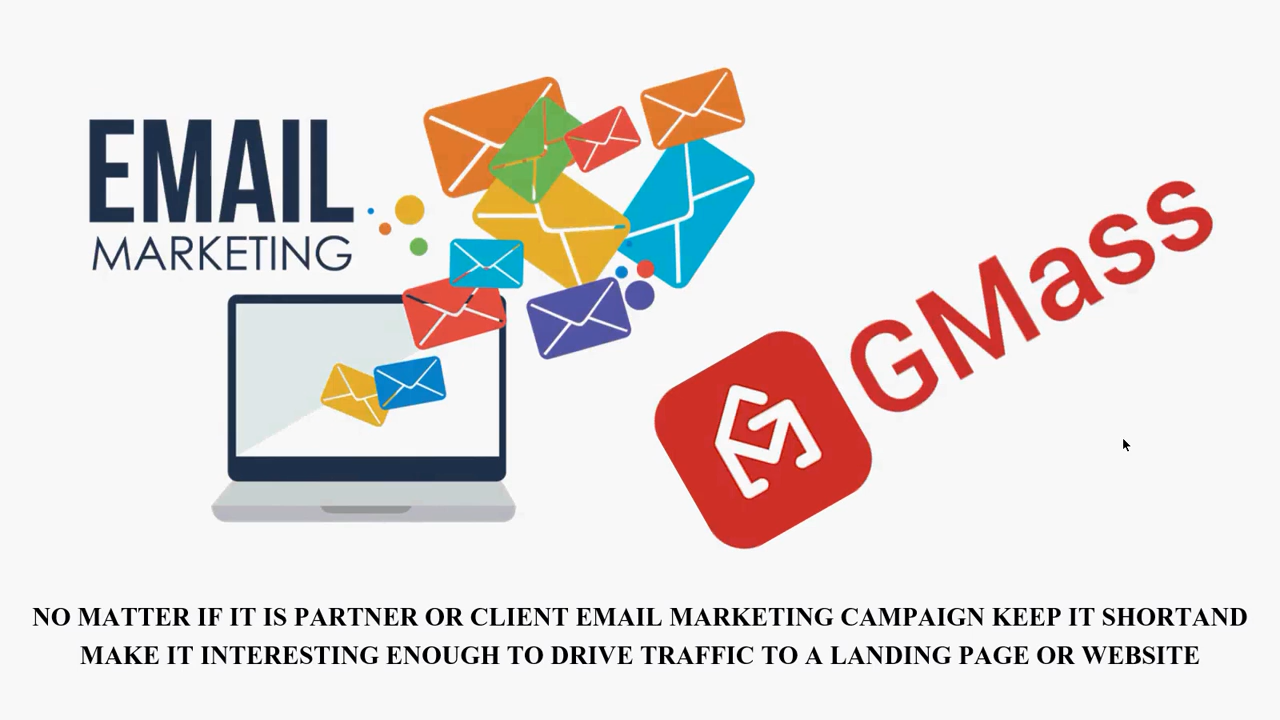 EMAIL
MARKETING
GMass
NO MATTER IF IT IS PARTNER OR CLIENT EMAIL MARKETING CAMPAIGN KEEP IT SHORTAND
MAKE IT INTERESTING ENOUGH TO DRIVE TRAFFIC TO A LANDING PAGE OR WEBSITE